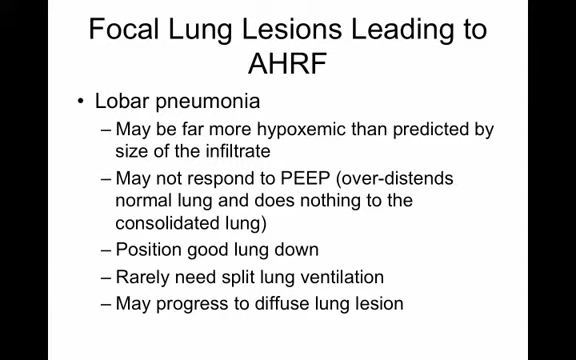 Focal Lung Lesions Leading to
AHRF
• Lobar pneumonia
– May be far more hypoxemic than predicted by
size of the infiltrate
– May not respond to PEEP (over-distends
normal lung and does nothing to the
consolidated lung)
– Position good lung down
– Rarely need split lung ventilation
– May progress to diffuse lung lesion